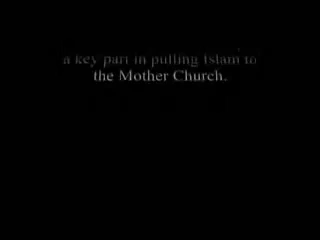 a key part in pulling Islam to
the Mother Church.